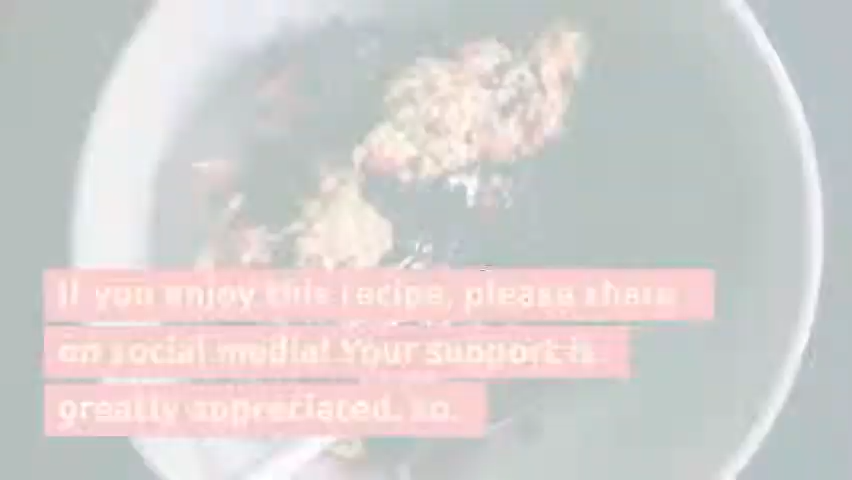 If you enjoy this recipe, please share
on social media! Your support is
greatly appreciated. xo.